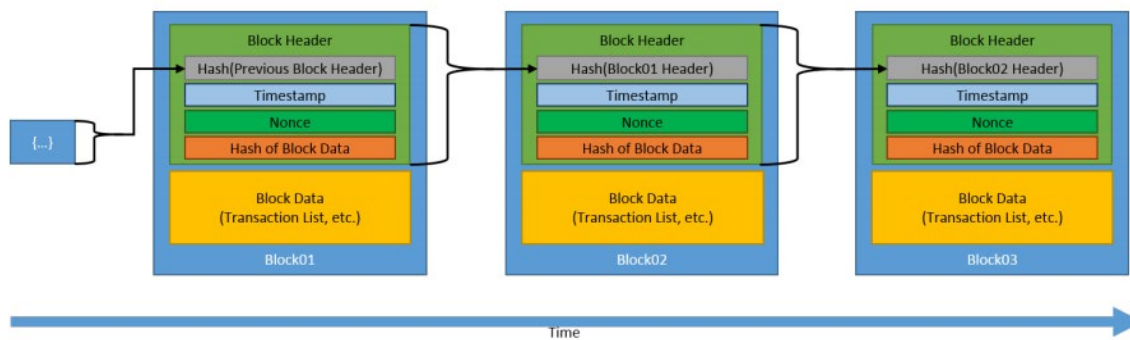 {...}
Block Header
Hash(Previous Block Header)
Timestamp
Nonce
Hash of Block Data
Block Data
(Transaction List, etc.)
Block01
Block Header
Hash(Block01 Header)
Timestamp
Nonce
Hash of Block Data
Block Data
(Transaction List, etc.)
Block02
Block Header
Hash(Block02 Header)
Timestamp
Nonce
Hash of Block Data
Block Data
(Transaction List, etc.)
Block03
Time